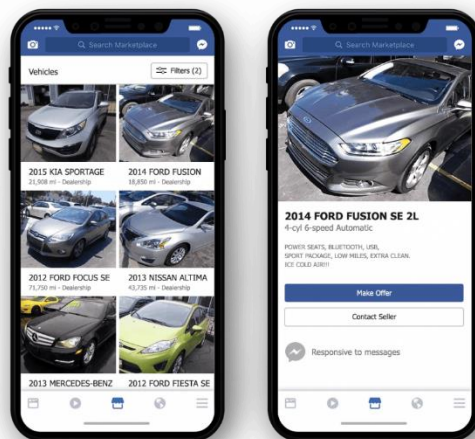 Search Marketplace
Vehicles
Filters (2)
2015 KIA SPORTAGE
21,908 mi - Dealership
2014 FORD FUSION
18,850 mi - Dealership
2012 FORD FOCUS SE
71,750 mi - Dealership
2013 NISSAN ALTIMA
43,735 mi - Dealership
2013 MERCEDES-BENZ
2012 FORD FIESTA SE
Search Marketplace
2014 FORD FUSION SE 2L
4-cyl 6-speed Automatic
POWER SEATS, BLUETOOTH, USB,
SPORT PACKAGE, LOW MILES, EXTRA CLEAN.
ICE COLD AIR!!!
Make Offer
Contact Seller
Responsive to messages